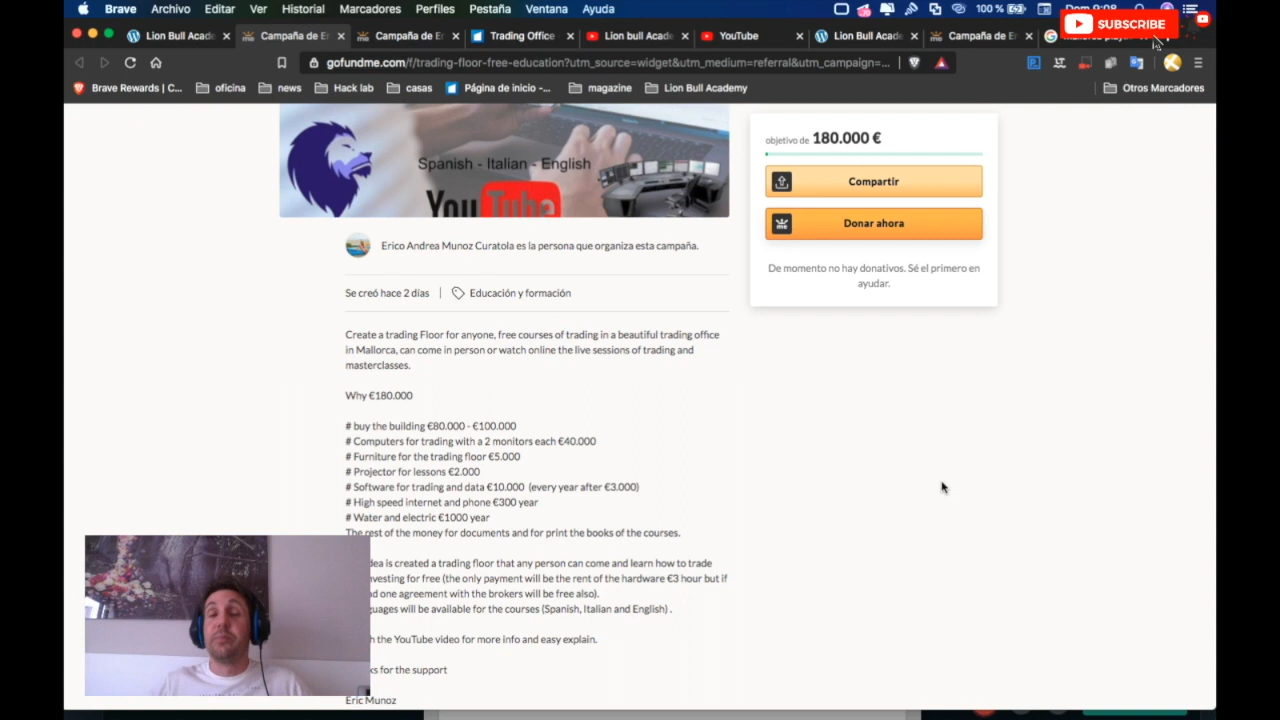 Brave Archivo Editar Ver Historial Marcadores Perfiles Pestaña Ventana Ayuda 100 % Dom 9:08
SUBSCRIBE
Lion Bull Acade Campaña de En Campaña de En Trading Office Lion bull Acade YouTube Lion Bull Acade Campaña de En
gofundme.com/f/trading-floor-free-education?utm_source=widget&utm_medium=referral&utm_campaign=...
Brave Rewards | C... oficina news Hack lab casas Página de inicio -... magazine Lion Bull Academy Otros Marcadores
Spanish - Italian - English
YouTube
objetivo de 180.000 €
Compartir
Donar ahora
De momento no hay donativos. Sé el primero en
ayudar.
Erico Andrea Munoz Curatola es la persona que organiza esta campaña.
Se creó hace 2 días | Educación y formación
Create a trading Floor for anyone, free courses of trading in a beautiful trading office
in Mallorca, can come in person or watch online the live sessions of trading and
masterclasses.
Why €180.000
# buy the building €80.000 - €100.000
# Computers for trading with a 2 monitors each €40.000
# Furniture for the trading floor €5.000
# Projector for lessons €2.000
# Software for trading and data €10.000 (every year after €3.000)
# High speed internet and phone €300 year
# Water and electric €1000 year
The rest of the money for documents and for print the books of the courses.
dea is created a trading floor that any person can come and learn how to trade
nvesting for free (the only payment will be the rent of the hardware €3 hour but if
d one agreement with the brokers will be free also).
uages will be available for the courses (Spanish, Italian and English) .
h the YouTube video for more info and easy explain.
ks for the support
Eric Munoz